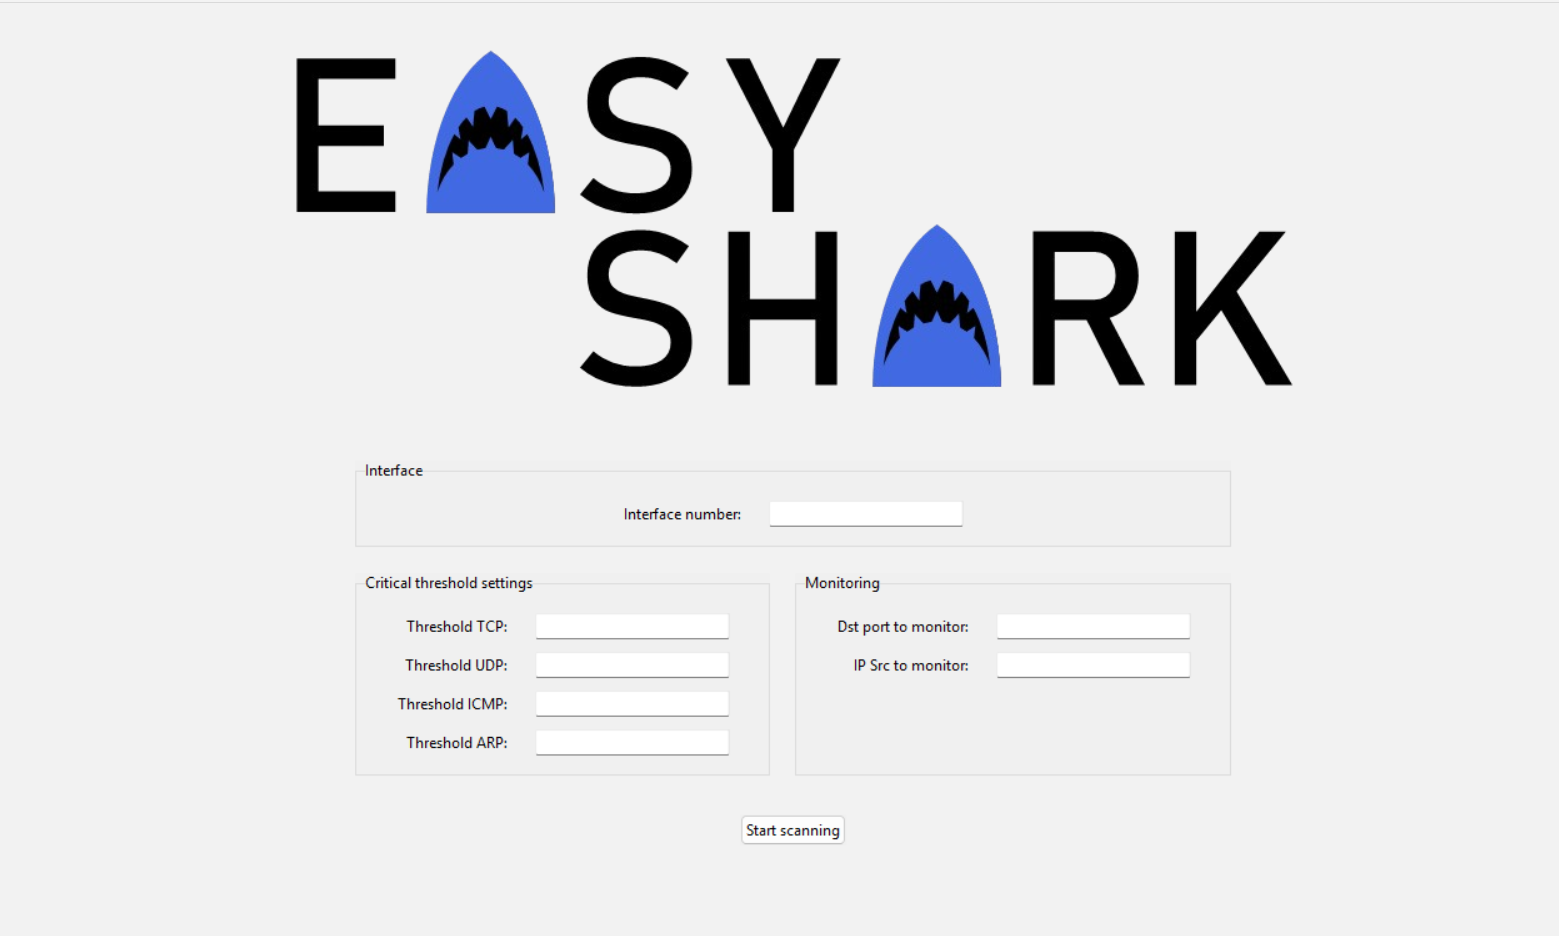 EASY
SHARK
Interface
Interface number:
Critical threshold settings
Threshold TCP:
Threshold UDP:
Threshold ICMP:
Threshold ARP:
Monitoring
Dst port to monitor:
IP Src to monitor:
Start scanning